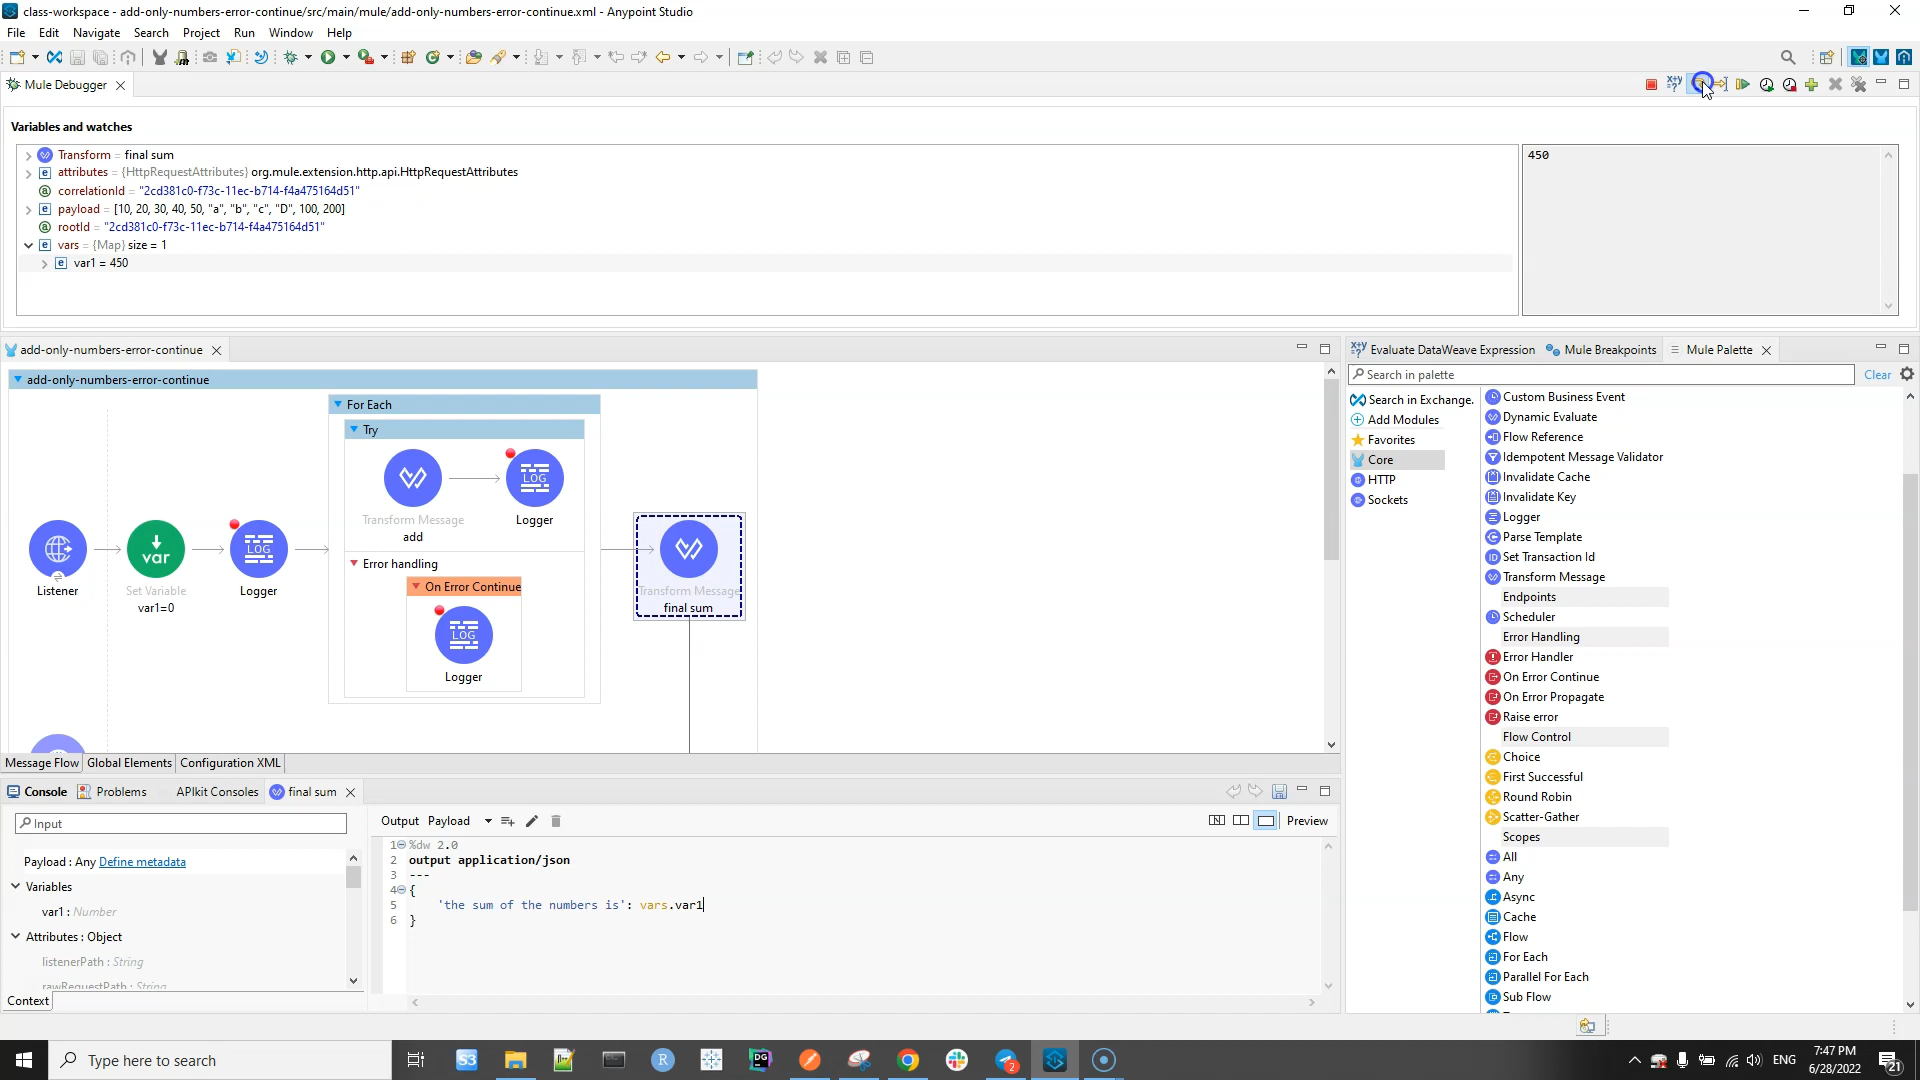 class-workspace - add-only-numbers-error-continue/src/main/mule/add-only-numbers-error-continue.xml - Anypoint Studio
File Edit Navigate Search Project Run Window Help
Mule Debugger
Variables and watches
Transform = final sum
attributes = {HttpRequestAttributes} org.mule.extension.http.api.HttpRequestAttributes
correlationId = "2cd381c0-f73c-11ec-b714-f4a475164d51"
payload = [10, 20, 30, 40, 50, "a", "b", "c", "D", 100, 200]
rootId = "2cd381c0-f73c-11ec-b714-f4a475164d51"
vars = {Map} size = 1
var1 = 450
450
add-only-numbers-error-continue
add-only-numbers-error-continue
For Each
Try
LOG
Transform Message
add
Logger
Error handling
On Error Continue
LOG
Logger
Listener
var
Set Variable
var1=0
LOG
Logger
Transform Message
final sum
Message Flow Global Elements Configuration XML
x+y Evaluate DataWeave Expression Mule Breakpoints Mule Palette
Search in palette Clear
Search in Exchange.
Add Modules
Favorites
Core
HTTP
Sockets
Custom Business Event
Dynamic Evaluate
Flow Reference
Idempotent Message Validator
Invalidate Cache
Invalidate Key
Logger
Parse Template
Set Transaction Id
Transform Message
Endpoints
Scheduler
Error Handling
Error Handler
On Error Continue
On Error Propagate
Raise error
Flow Control
Choice
First Successful
Round Robin
Scatter-Gather
Scopes
All
Any
Async
Cache
Flow
For Each
Parallel For Each
Sub Flow
Console Problems APIkit Consoles final sum
Input
Payload : Any Define metadata
Variables
var1 : Number
Attributes : Object
listenerPath : String
rawRequestPath : String
Context
Output Payload Preview
1 %dw 2.0
2 output application/json
3 ---
4 {
5 'the sum of the numbers is': vars.var1
6 }
Type here to search
S3
R
DG
2
ENG
7:47 PM
6/28/2022
21